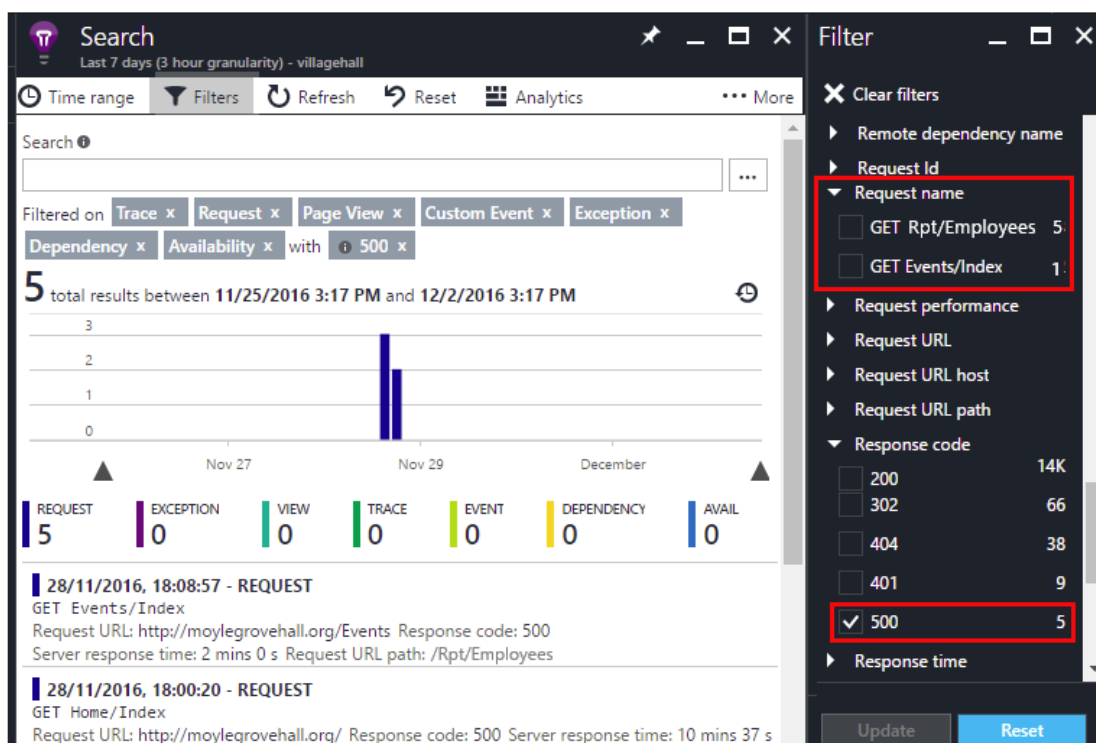 Search
Last 7 days (3 hour granularity) - villagehall
Time range Filters Refresh Reset Analytics ••• More
Search
...
Filtered on Trace x Request x Page View x Custom Event x Exception x
Dependency x Availability x with 500 x
5 total results between 11/25/2016 3:17 PM and 12/2/2016 3:17 PM
3
2
1
0
Nov 27 Nov 29 December
REQUEST EXCEPTION VIEW TRACE EVENT DEPENDENCY AVAIL
5 0 0 0 0 0 0
28/11/2016, 18:08:57 - REQUEST
GET Events/Index
Request URL: http://moylegrovehall.org/Events Response code: 500
Server response time: 2 mins 0 s Request URL path: /Rpt/Employees
28/11/2016, 18:00:20 - REQUEST
GET Home/Index
Request URL: http://moylegrovehall.org/ Response code: 500 Server response time: 10 mins 37 s
Filter
Clear filters
Remote dependency name
Request Id
Request name
GET Rpt/Employees 5
GET Events/Index 1
Request performance
Request URL
Request URL host
Request URL path
Response code
200 14K
302 66
404 38
401 9
500 5
Response time
Update Reset